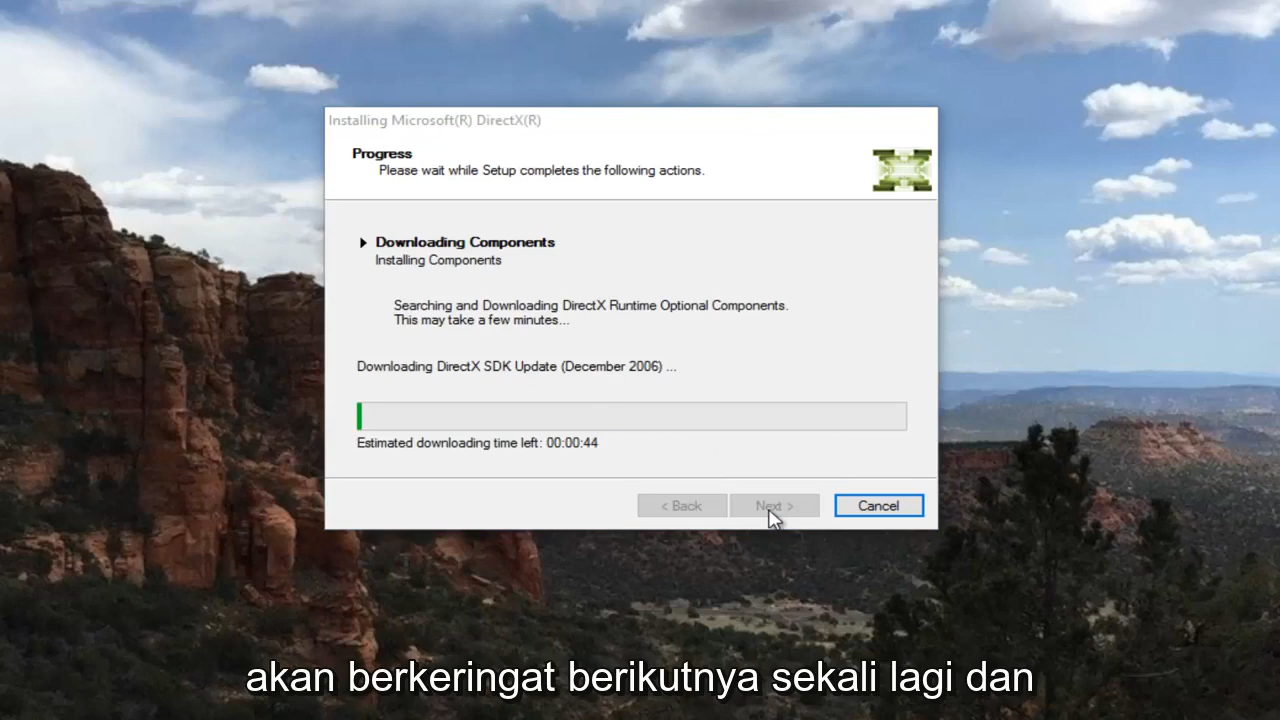 Installing Microsoft(R) DirectX(R)
Progress
Please wait while Setup completes the following actions.
Downloading Components
Installing Components
Searching and Downloading DirectX Runtime Optional Components.
This may take a few minutes...
Downloading DirectX SDK Update (December 2006) ...
Estimated downloading time left: 00:00:44
< Back Next > Cancel
akan berkeringat berikutnya sekali lagi dan